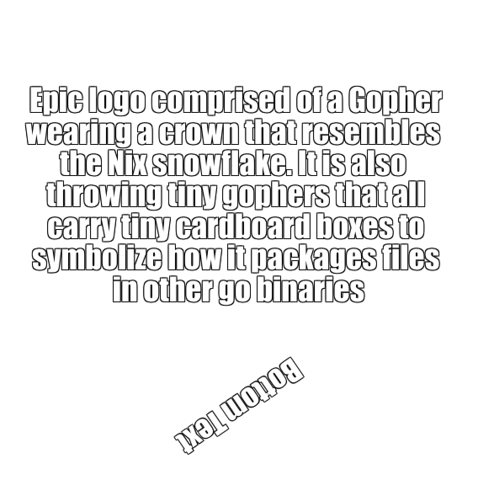 Epic logo comprised of a Gopher
wearing a crown that resembles
the Nix snowflake. It is also
throwing tiny gophers that all
carry tiny cardboard boxes to
symbolize how it packages files
in other go binaries
Bottom Text